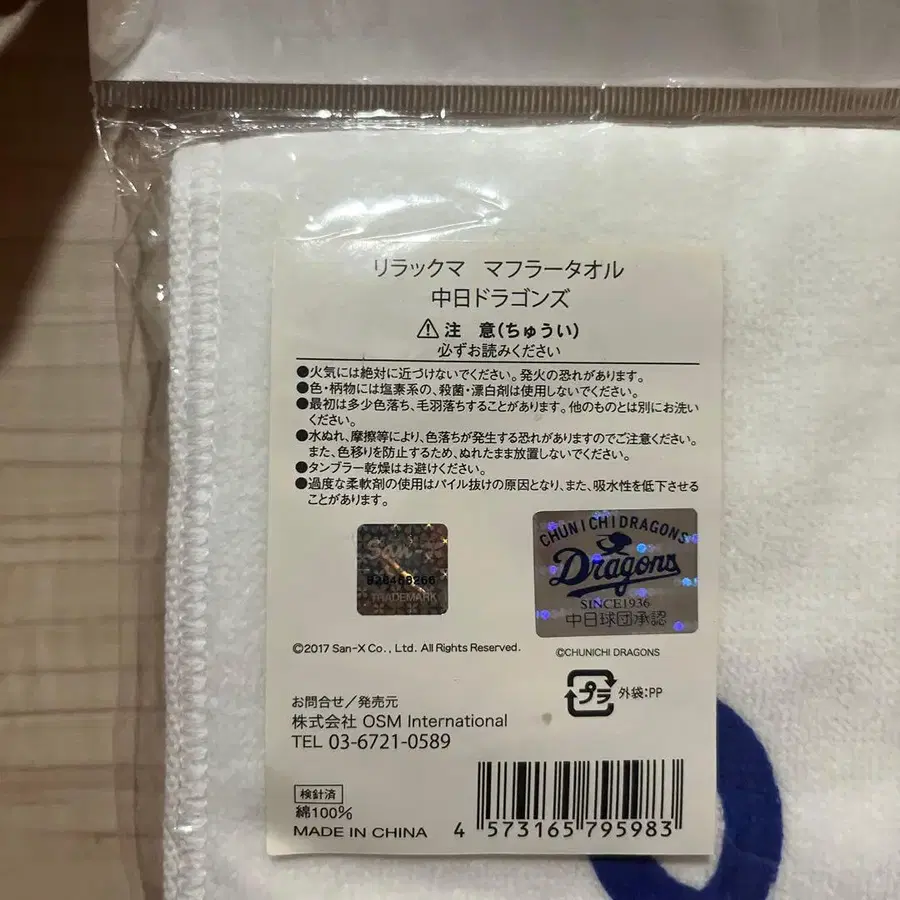 リラックマ マフラータオル
中日ドラゴンズ
⚠注 意(ちゅうい)
必ずお読みください
●火気には絶対に近づけないでください。発火の恐れがあります。
●色・柄物には塩素系の、殺菌・漂白剤は使用しないでください。
●最初は多少色落ち、毛羽落ちすることがあります。他のものとは別にお洗い
ください。
●水ぬれ、摩擦等により、色落ちが発生する恐れがありますのでご注意ください。
また、色移りを防止するため、ぬれたまま放置しないでください。
●タンブラー乾燥はお避けください。
●過度な柔軟剤の使用はパイル抜けの原因となり、また、吸水性を低下させる
ことがあります。
San-X
TRADEMARK
CHUNICHI DRAGONS
Dragons
SINCE1936
中日球団承認
©2017 San-X Co., Ltd. All Rights Reserved.
©CHUNICHI DRAGONS
プラ 外袋:PP
お問合せ/発売元
株式会社 OSM International
TEL 03-6721-0589
検針済
綿100%
MADE IN CHINA
4 573165 795983